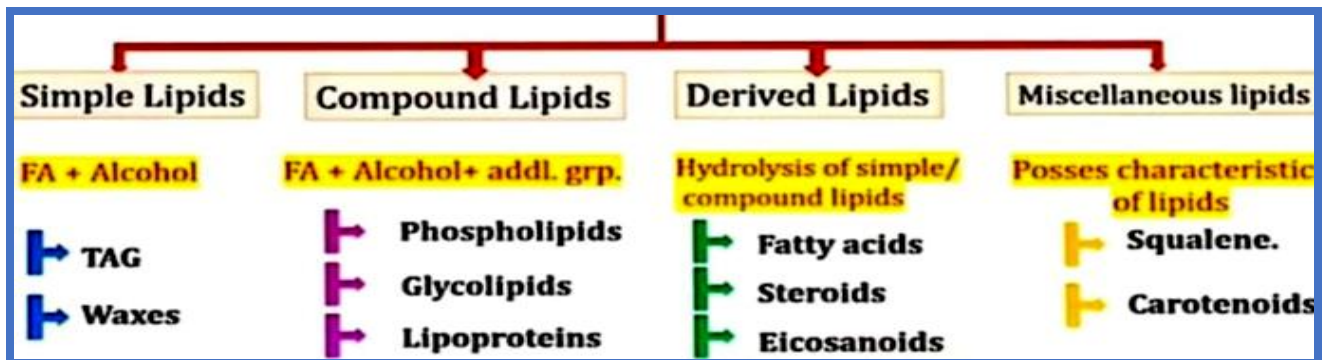 Simple Lipids
Compound Lipids
Derived Lipids
Miscellaneous lipids
FA + Alcohol
FA + Alcohol+ addl. grp.
Hydrolysis of simple/
compound lipids
Posses characteristic
of lipids
TAG
Waxes
Phospholipids
Glycolipids
Lipoproteins
Fatty acids
Steroids
Eicosanoids
Squalene.
Carotenoids